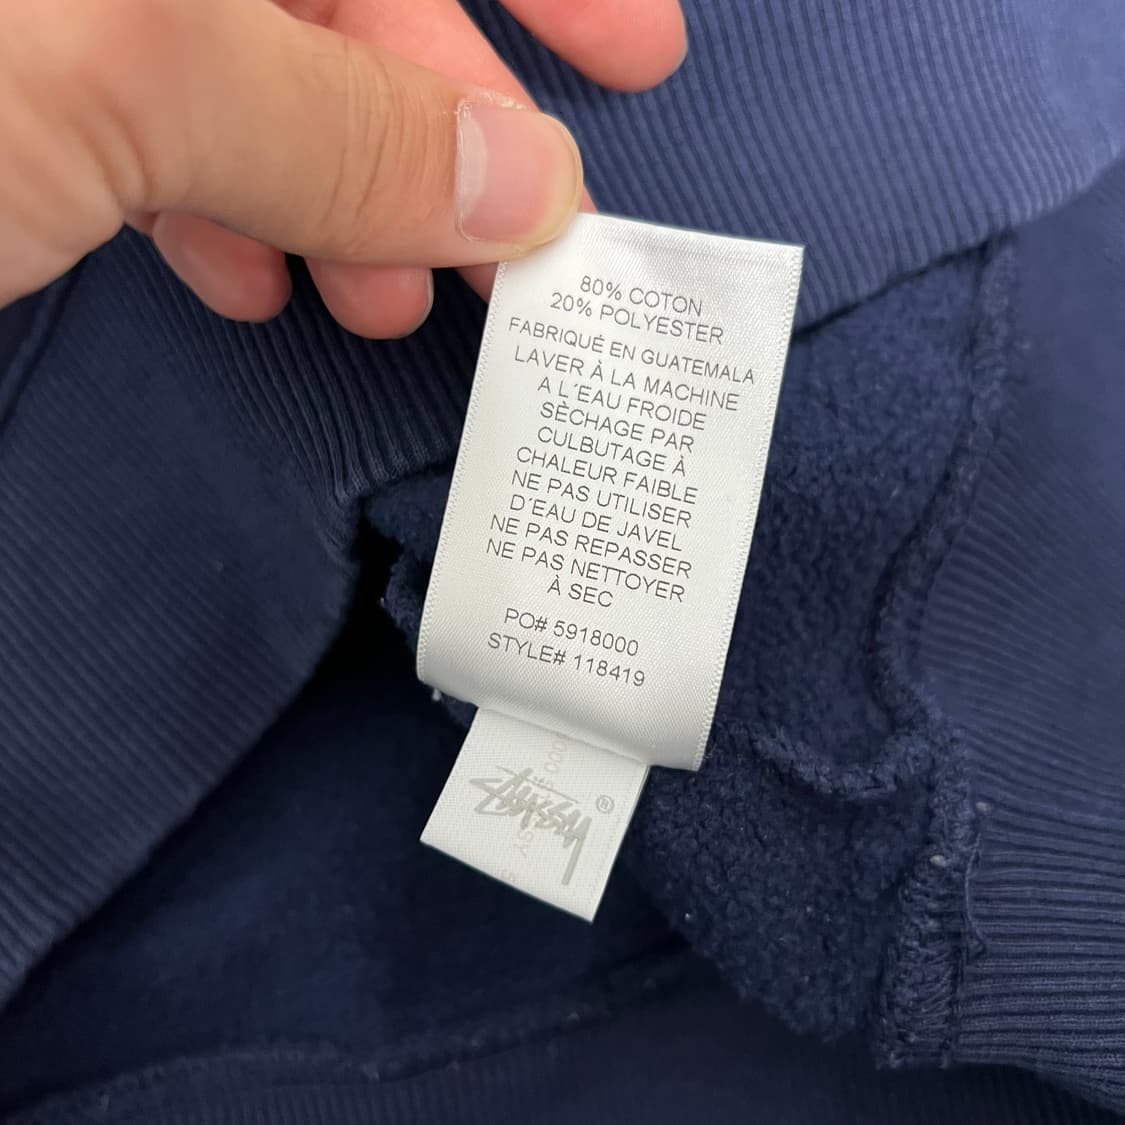 80% COTON
20% POLYESTER
FABRIQUÉ EN GUATEMALA
LAVER À LA MACHINE
A L´EAU FROIDE
SÈCHAGE PAR
CULBUTAGE À
CHALEUR FAIBLE
NE PAS UTILISER
D´EAU DE JAVEL
NE PAS REPASSER
NE PAS NETTOYER
À SEC
PO# 5918000
STYLE# 118419
Stüssy ®